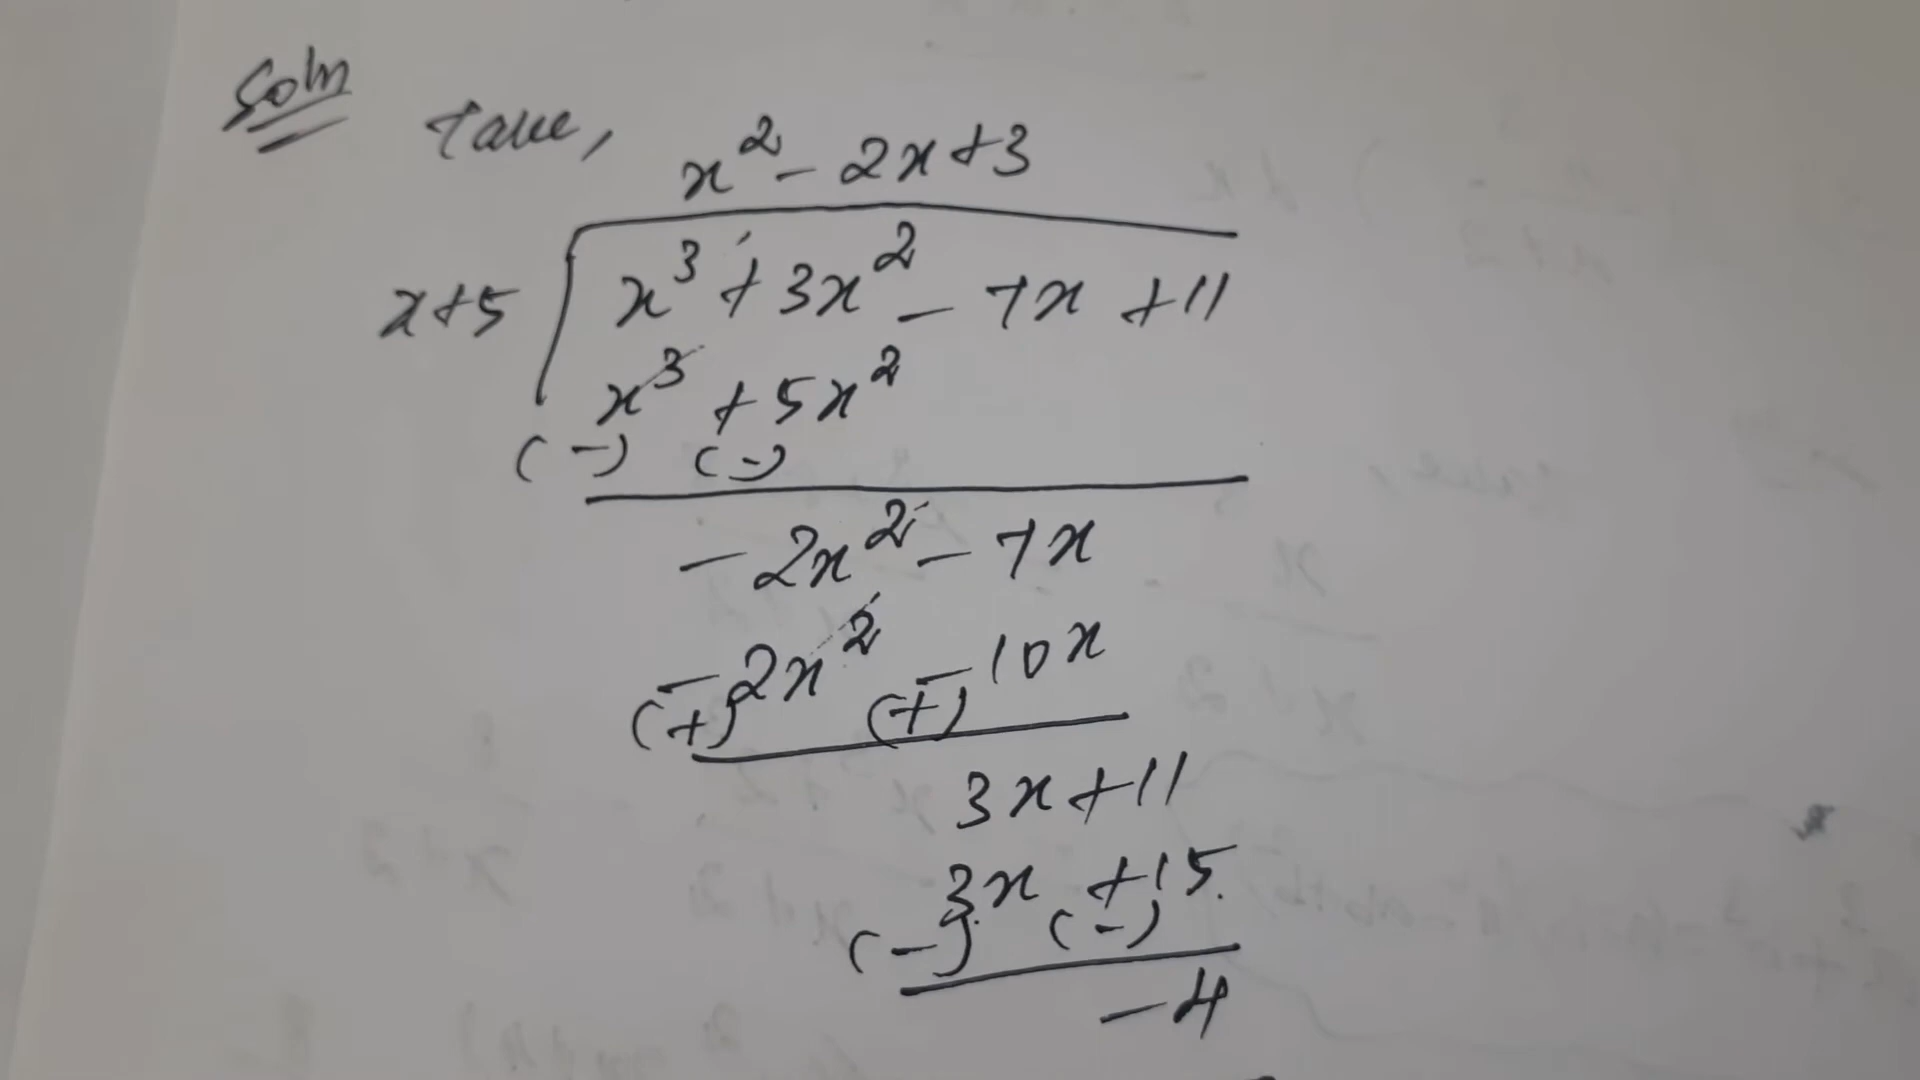 Soln
Take,
x² - 2x + 3
x+5 x³ + 3x² - 7x + 11
x³ + 5x²
(-) (-)
-2x² - 7x
-2x² - 10x
(+) (+)
3x + 11
3x + 15
(-) (-)
-4